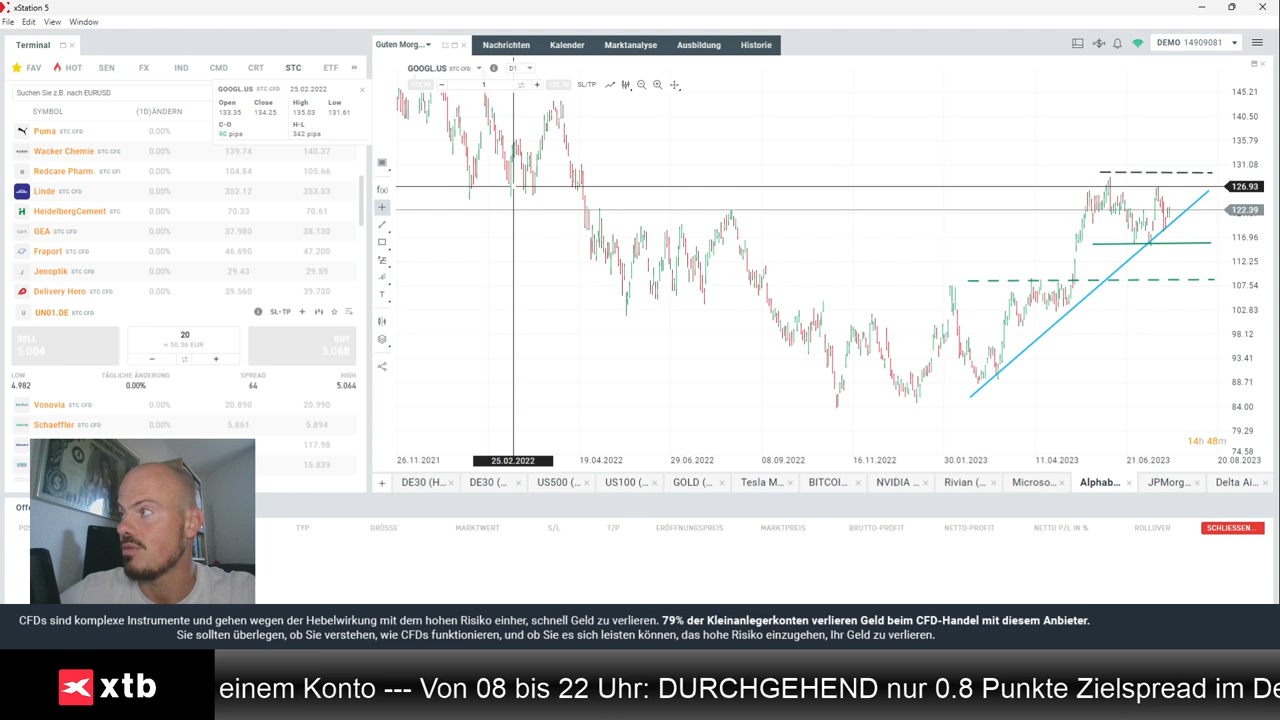 xStation 5
File Edit View Window
Terminal
FAV HOT SEN FX IND CMD CRT STC ETF
Suchen Sie z.B. nach EURUSD
SYMBOL (1D)ÄNDERN
GOOGL.US STC CFD 25.02.2022
Open Close High Low
133.35 134.25 135.03 131.61
C-O H-L
90 pips 342 pips
Puma STC CFD 0.00%
Wacker Chemie STC CFD 0.00% 139.74 140.37
Redcare Pharm. STC CFD 0.00% 104.84 105.66
Linde STC CFD 0.00% 352.12 353.53
HeidelbergCement STC 0.00% 70.33 70.61
GEA STC CFD 0.00% 37.980 38.130
Fraport STC CFD 0.00% 46.690 47.200
Jenoptik STC CFD 0.00% 29.43 29.59
Delivery Hero STC CFD 0.00% 39.560 39.730
UN01.DE STC CFD SL-TP
SELL 20 BUY
5.004 5.068
LOW TÄGLICHE ÄNDERUNG SPREAD HIGH
4.982 0.00% 64 5.064
Vonovia STC CFD 0.00% 20.890 20.990
Schaeffler STC CFD 0.00% 5.861 5.894
117.98
15.839
Guten Morg... Nachrichten Kalender Marktanalyse Ausbildung Historie
DEMO 14909081
GOOGL.US STC CFD D1
1 SL/TP
145.21
140.50
135.79
131.08
126.93
122.39
116.96
112.25
107.54
102.83
98.12
93.41
88.71
84.00
79.29
74.58
14h 48m
26.11.2021 25.02.2022 19.04.2022 29.06.2022 08.09.2022 16.11.2022 30.01.2023 11.04.2023 21.06.2023 20.08.2023
DE30 (H... DE30 (... US500 (... US100 (... GOLD (... Tesla M... BITCOI... NVIDIA ... Rivian (... Microso... Alphab... JPMorg... Delta Ai...
Offe
POS TYP GRÖSSE MARKTWERT S/L T/P ERÖFFNUNGSPREIS MARKTPREIS BRUTTO-PROFIT NETTO-PROFIT NETTO P/L IN % ROLLOVER SCHLIESSEN...
CFDs sind komplexe Instrumente und gehen wegen der Hebelwirkung mit dem hohen Risiko einher, schnell Geld zu verlieren. 79% der Kleinanlegerkonten verlieren Geld beim CFD-Handel mit diesem Anbieter.
Sie sollten überlegen, ob Sie verstehen, wie CFDs funktionieren, und ob Sie es sich leisten können, das hohe Risiko einzugehen, Ihr Geld zu verlieren.
xtb
einem Konto --- Von 08 bis 22 Uhr: DURCHGEHEND nur 0.8 Punkte Zielspread im De